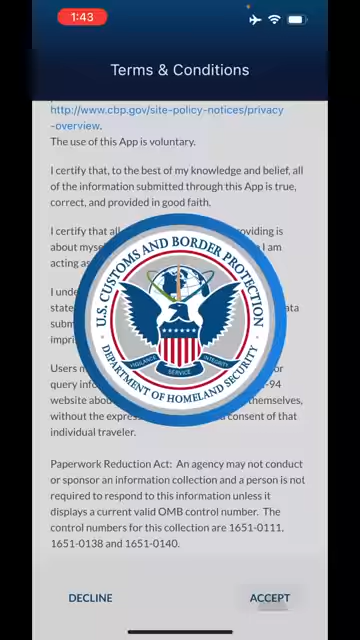 1:43
Terms & Conditions
http://www.cbp.gov/site-policy-notices/privacy
-overview.
The use of this App is voluntary.
I certify that, to the best of my knowledge and belief, all
of the information submitted through this App is true,
correct, and provided in good faith.
I certify that all
providing is
about myse
I am
acting as
U.S. CUSTOMS AND BORDER PROTECTION
VIGILANCE
SERVICE
INTEGRITY
DEPARTMENT OF HOMELAND SECURITY
I unde
state
subm
impri
Users m
or
query info
-94
website abou
themselves,
without the expres
consent of that
individual traveler.
Paperwork Reduction Act: An agency may not conduct
or sponsor an information collection and a person is not
required to respond to this information unless it
displays a current valid OMB control number. The
control numbers for this collection are 1651-0111,
1651-0138 and 1651-0140.
DECLINE
ACCEPT